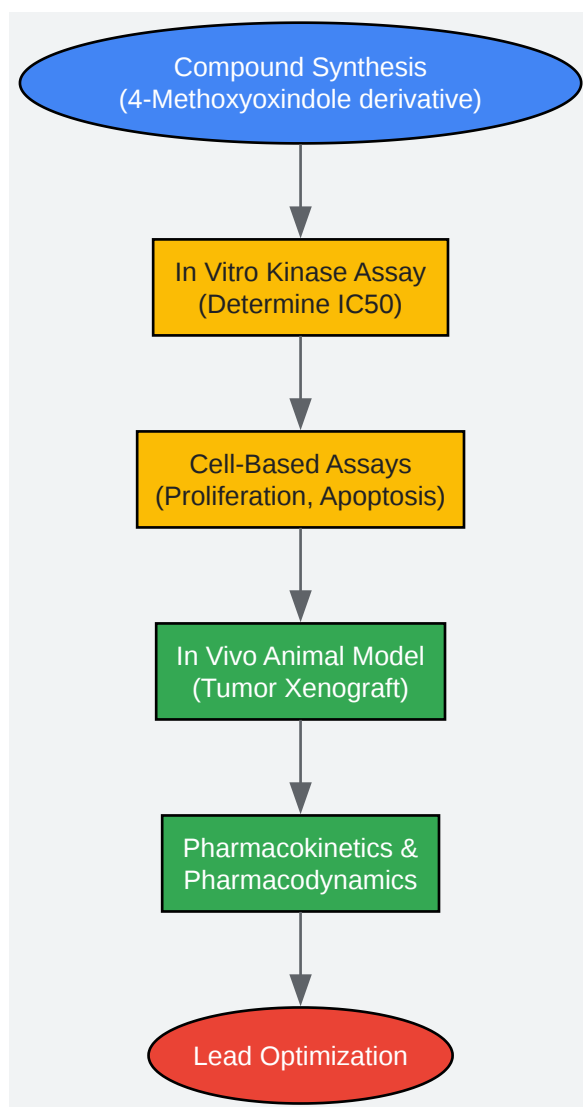 Compound Synthesis
(4-Methoxyoxindole derivative)
In Vitro Kinase Assay
(Determine IC50)
Cell-Based Assays
(Proliferation, Apoptosis)
In Vivo Animal Model
(Tumor Xenograft)
Pharmacokinetics &
Pharmacodynamics
Lead Optimization